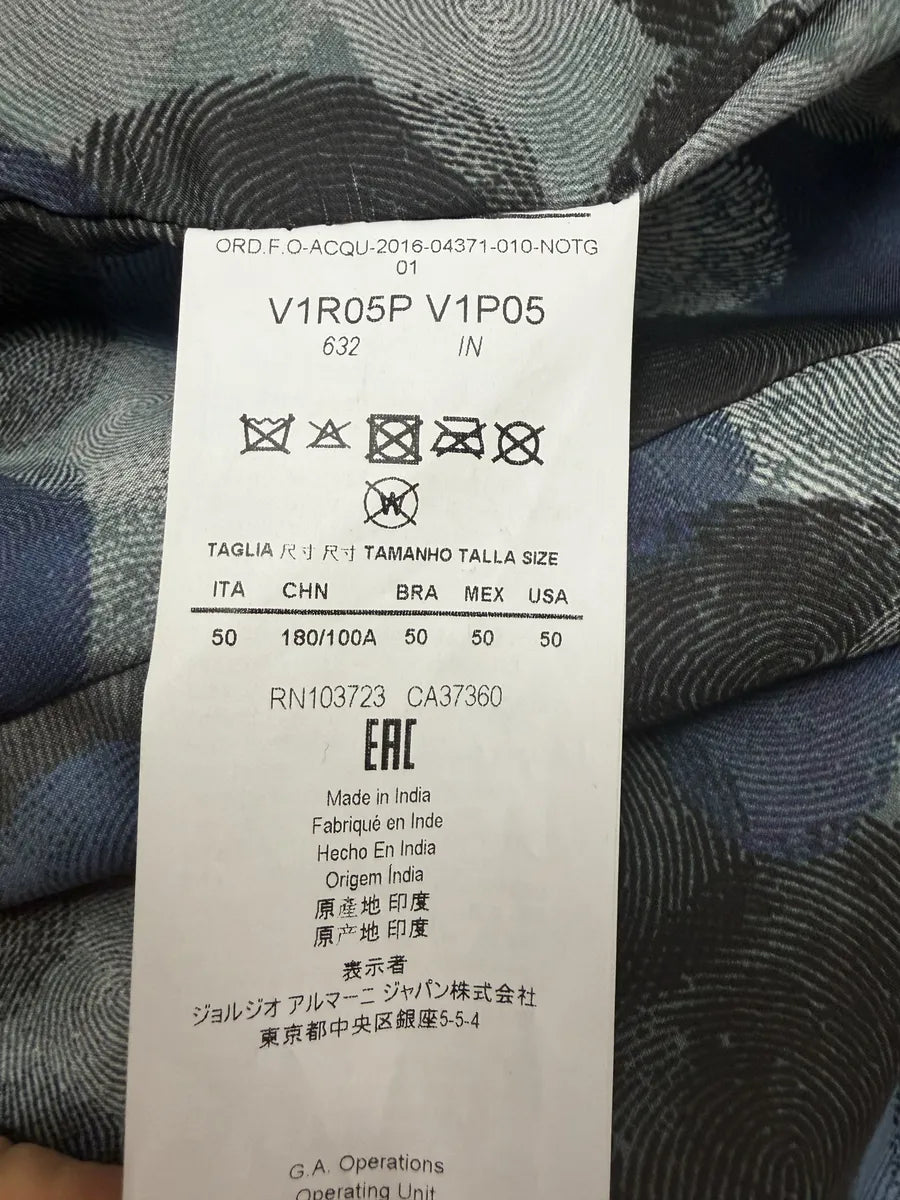 ORD.F.O-ACQU-2016-04371-010-NOTG
01
V1R05P V1P05
632 IN
W
TAGLIA 尺寸 尺寸 TAMANHO TALLA SIZE
ITA CHN BRA MEX USA
50 180/100A 50 50 50
RN103723 CA37360
EAC
Made in India
Fabriqué en Inde
Hecho En India
Origem Índia
原產地 印度
原产地 印度
表示者
ジョルジオ アルマーニ ジャパン株式会社
東京都中央区銀座5-5-4
G.A. Operations
Operating Unit